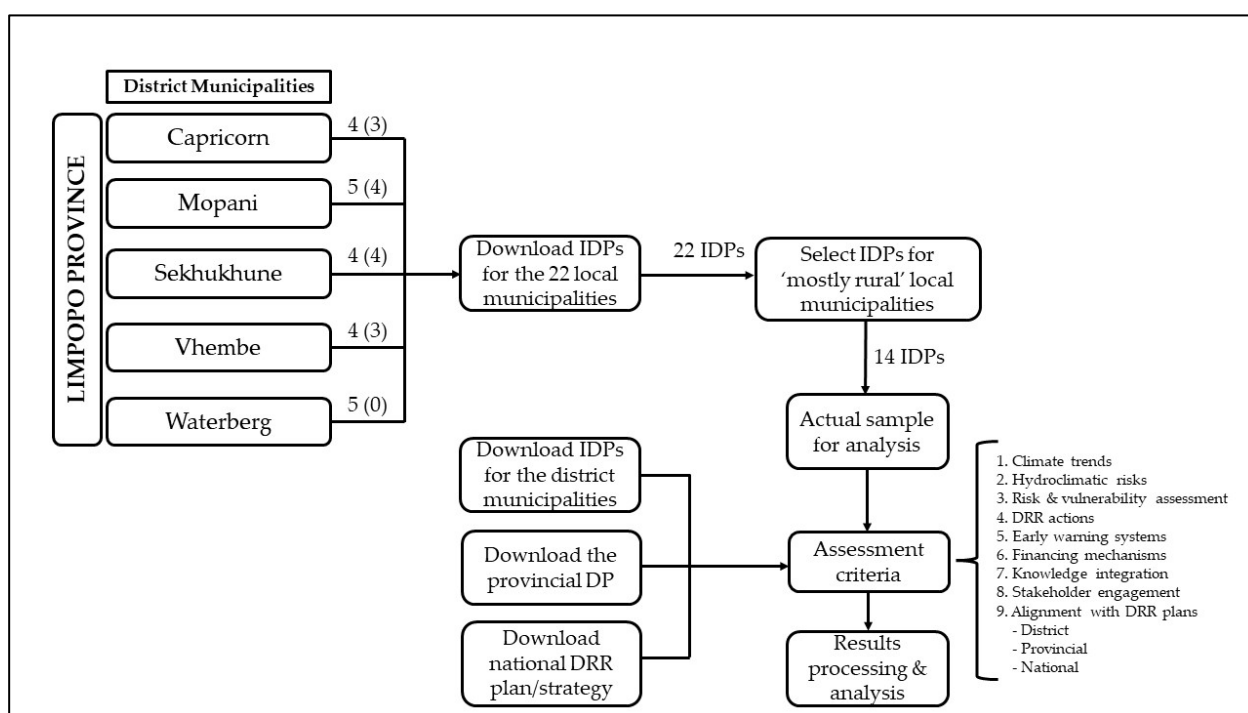 District Municipalities
LIMPOPO PROVINCE
Capricorn
4 (3)
Mopani
5 (4)
Sekhukhune
4 (4)
Vhembe
4 (3)
Waterberg
5 (0)
Download IDPs
for the 22 local
municipalities
22 IDPs
Select IDPs for
‘mostly rural’ local
municipalities
14 IDPs
Actual sample
for analysis
Download IDPs
for the district
municipalities
Download the
provincial DP
Download
national DRR
plan/strategy
Assessment
criteria
Results
processing &
analysis
1. Climate trends
2. Hydroclimatic risks
3. Risk & vulnerability assessment
4. DRR actions
5. Early warning systems
6. Financing mechanisms
7. Knowledge integration
8. Stakeholder engagement
9. Alignment with DRR plans
- District
- Provincial
- National